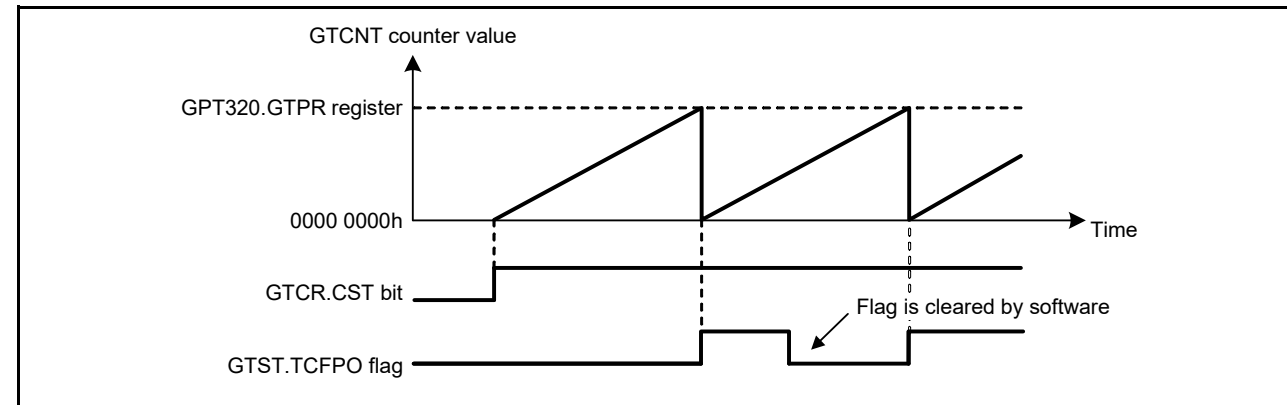 GTCNT counter value
GPT320.GTPR register
0000 0000h
Time
GTCR.CST bit
Flag is cleared by software
GTST.TCFPO flag